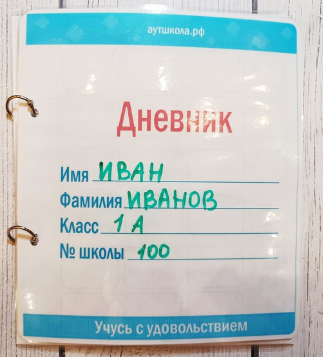 аутшкола.рф
Дневник
Имя ИВАН
Фамилия ИВАНОВ
Класс 1 А
№ школы 100
Учусь с удовольствием